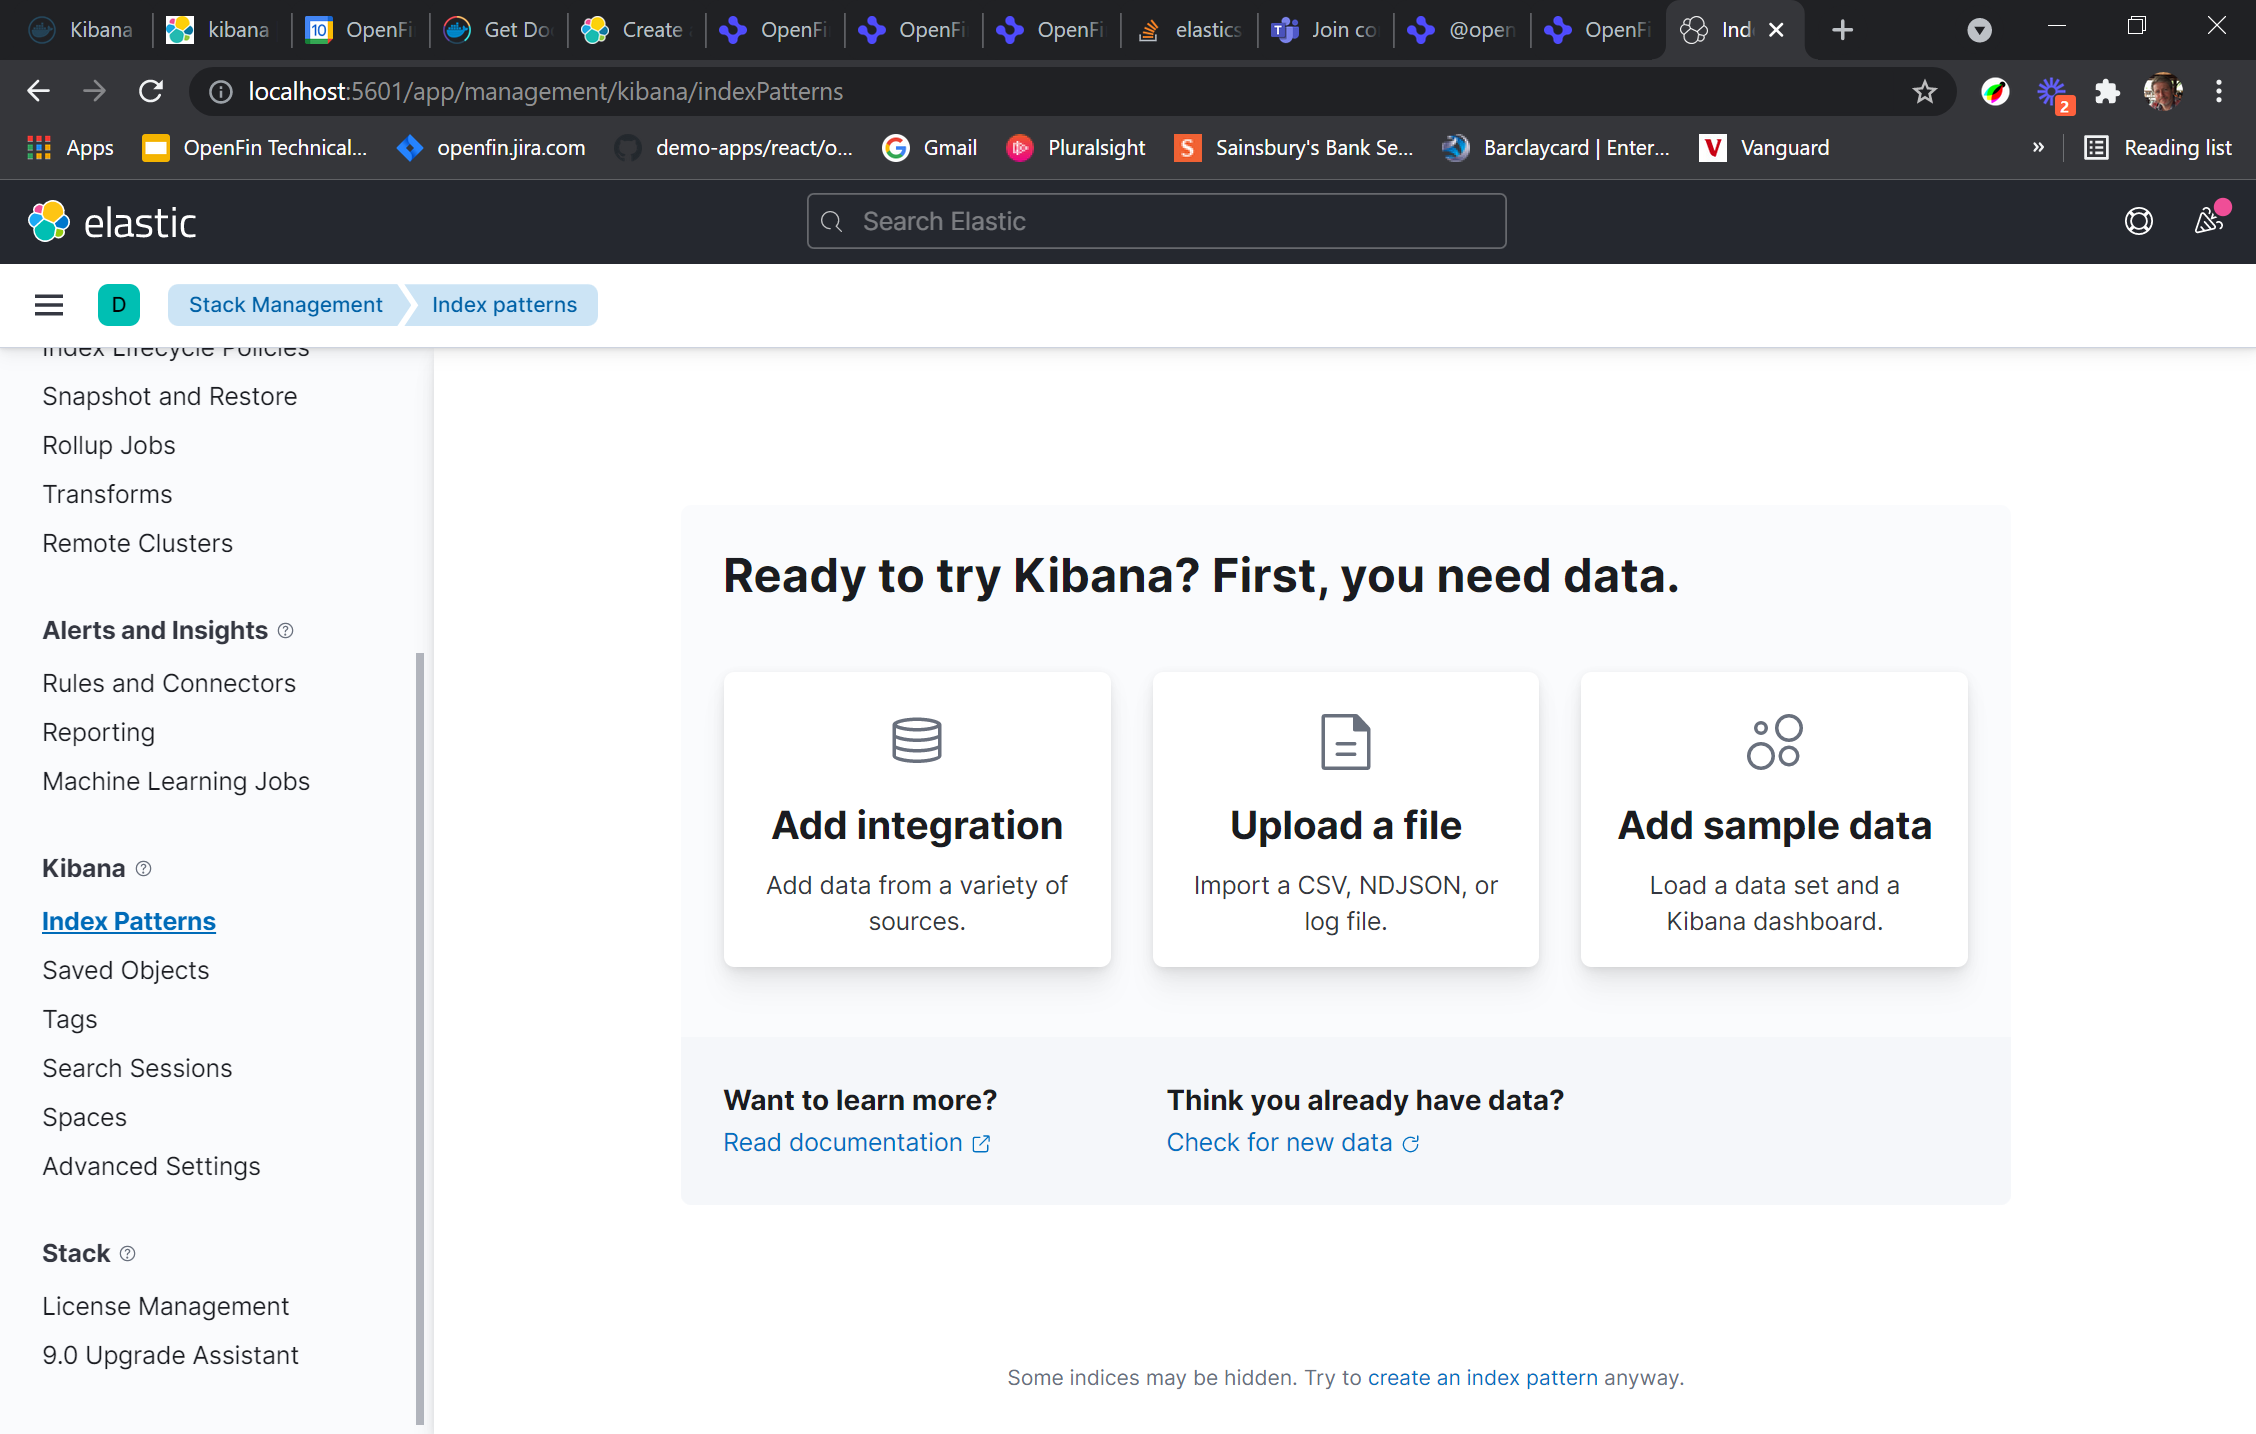 Kibana
kibana
OpenFi
Get Do
Create
OpenFi
OpenFi
OpenFi
elastics
Join co
@open
OpenFi
Ind
localhost:5601/app/management/kibana/indexPatterns
2
Apps
OpenFin Technical...
openfin.jira.com
demo-apps/react/o...
Gmail
Pluralsight
Sainsbury's Bank Se...
Barclaycard | Enter...
Vanguard
»
Reading list
elastic
Search Elastic
D
Stack Management
Index patterns
Index Lifecycle Policies
Snapshot and Restore
Rollup Jobs
Transforms
Remote Clusters
Alerts and Insights
Rules and Connectors
Reporting
Machine Learning Jobs
Kibana
Index Patterns
Saved Objects
Tags
Search Sessions
Spaces
Advanced Settings
Stack
License Management
9.0 Upgrade Assistant
Ready to try Kibana? First, you need data.
Add integration
Add data from a variety of
sources.
Upload a file
Import a CSV, NDJSON, or
log file.
Add sample data
Load a data set and a
Kibana dashboard.
Want to learn more?
Read documentation
Think you already have data?
Check for new data
Some indices may be hidden. Try to create an index pattern anyway.